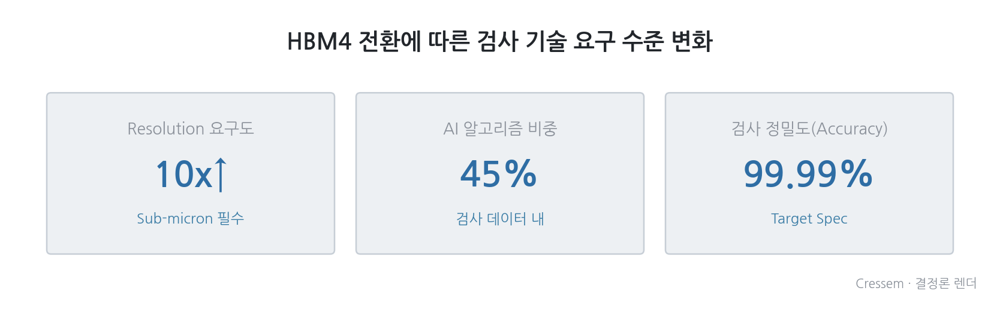 HBM4 전환에 따른 검사 기술 요구 수준 변화
Resolution 요구도
10x↑
Sub-micron 필수
AI 알고리즘 비중
45%
검사 데이터 내
검사 정밀도(Accuracy)
99.99%
Target Spec
Cressem · 결정론 렌더